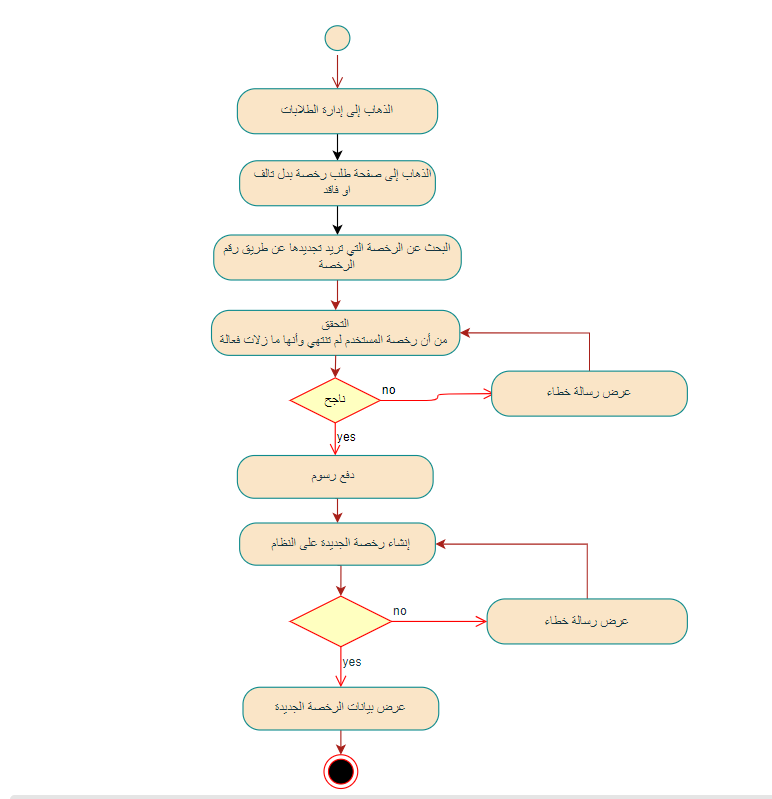 الذهاب إلى إدارة الطلابات
الذهاب إلى صفحة طلب رخصة بدل تالف
او فاقد
البحث عن الرخصة التي تريد تجديدها عن طريق رقم
الرخصة
التحقق
من أن رخصة المستخدم لم تنتهي وأنها ما زلات فعالة
ناجح
no
عرض رسالة خطاء
yes
دفع رسوم
إنشاء رخصة الجديدة على النظام
no
عرض رسالة خطاء
yes
عرض بيانات الرخصة الجديدة